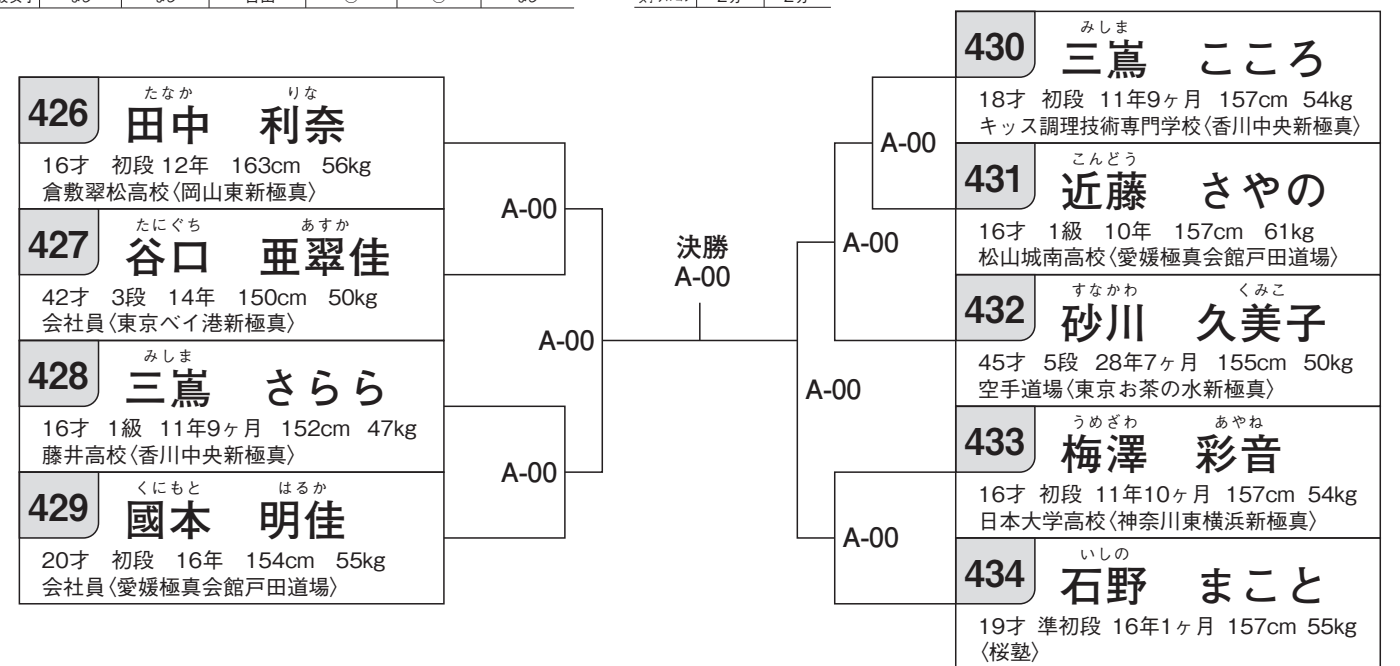 426
たなか りな
田中 利奈
16才 初段 12年 163cm 56kg
倉敷翠松高校〈岡山東新極真〉
427
たにぐち あすか
谷口 亜翠佳
42才 3段 14年 150cm 50kg
会社員〈東京ベイ港新極真〉
428
みしま
三嶌 さらら
16才 1級 11年9ヶ月 152cm 47kg
藤井高校〈香川中央新極真〉
429
くにもと はるか
國本 明佳
20才 初段 16年 154cm 55kg
会社員〈愛媛極真会館戸田道場〉
A-00
A-00
A-00
決勝
A-00
A-00
A-00
A-00
A-00
430
みしま
三嶌 こころ
18才 初段 11年9ヶ月 157cm 54kg
キッス調理技術専門学校〈香川中央新極真〉
431
こんどう
近藤 さやの
16才 1級 10年 157cm 61kg
松山城南高校〈愛媛極真会館戸田道場〉
432
すなかわ くみこ
砂川 久美子
45才 5段 28年7ヶ月 155cm 50kg
空手道場〈東京お茶の水新極真〉
433
うめざわ あやね
梅澤 彩音
16才 初段 11年10ヶ月 157cm 54kg
日本大学高校〈神奈川東横浜新極真〉
434
いしの
石野 まこと
19才 準初段 16年1ヶ月 157cm 55kg
〈桜塾〉